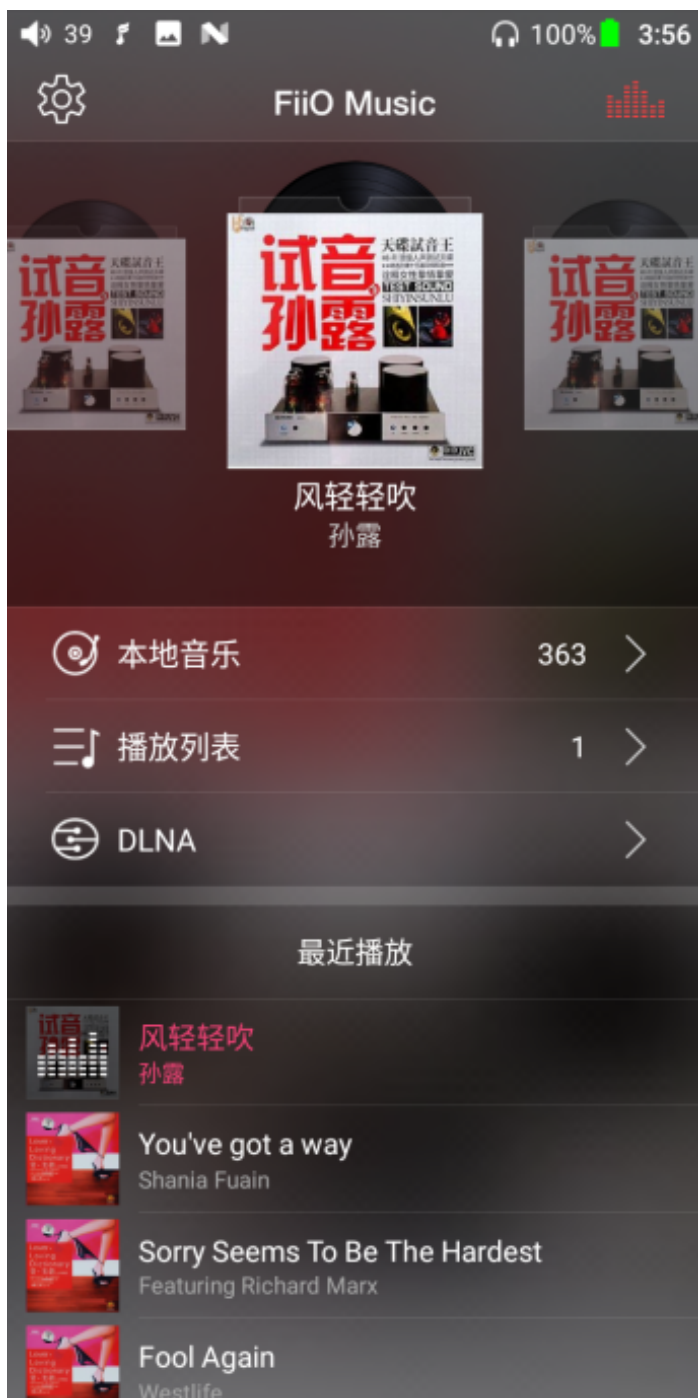 39
100%
3:56
FiiO Music
试音
孙露
天碟試音王
TEST SOUND
SHIYINSUNLU
风轻轻吹
孙露
本地音乐
363
播放列表
1
DLNA
最近播放
风轻轻吹
孙露
You've got a way
Shania Fuain
Sorry Seems To Be The Hardest
Featuring Richard Marx
Fool Again
Westlife